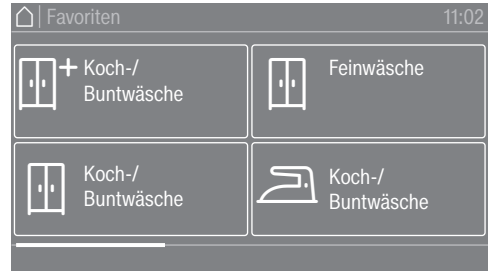 Favoriten 11:02
Koch-/
Buntwäsche
Feinwäsche
Koch-/
Buntwäsche
Koch-/
Buntwäsche